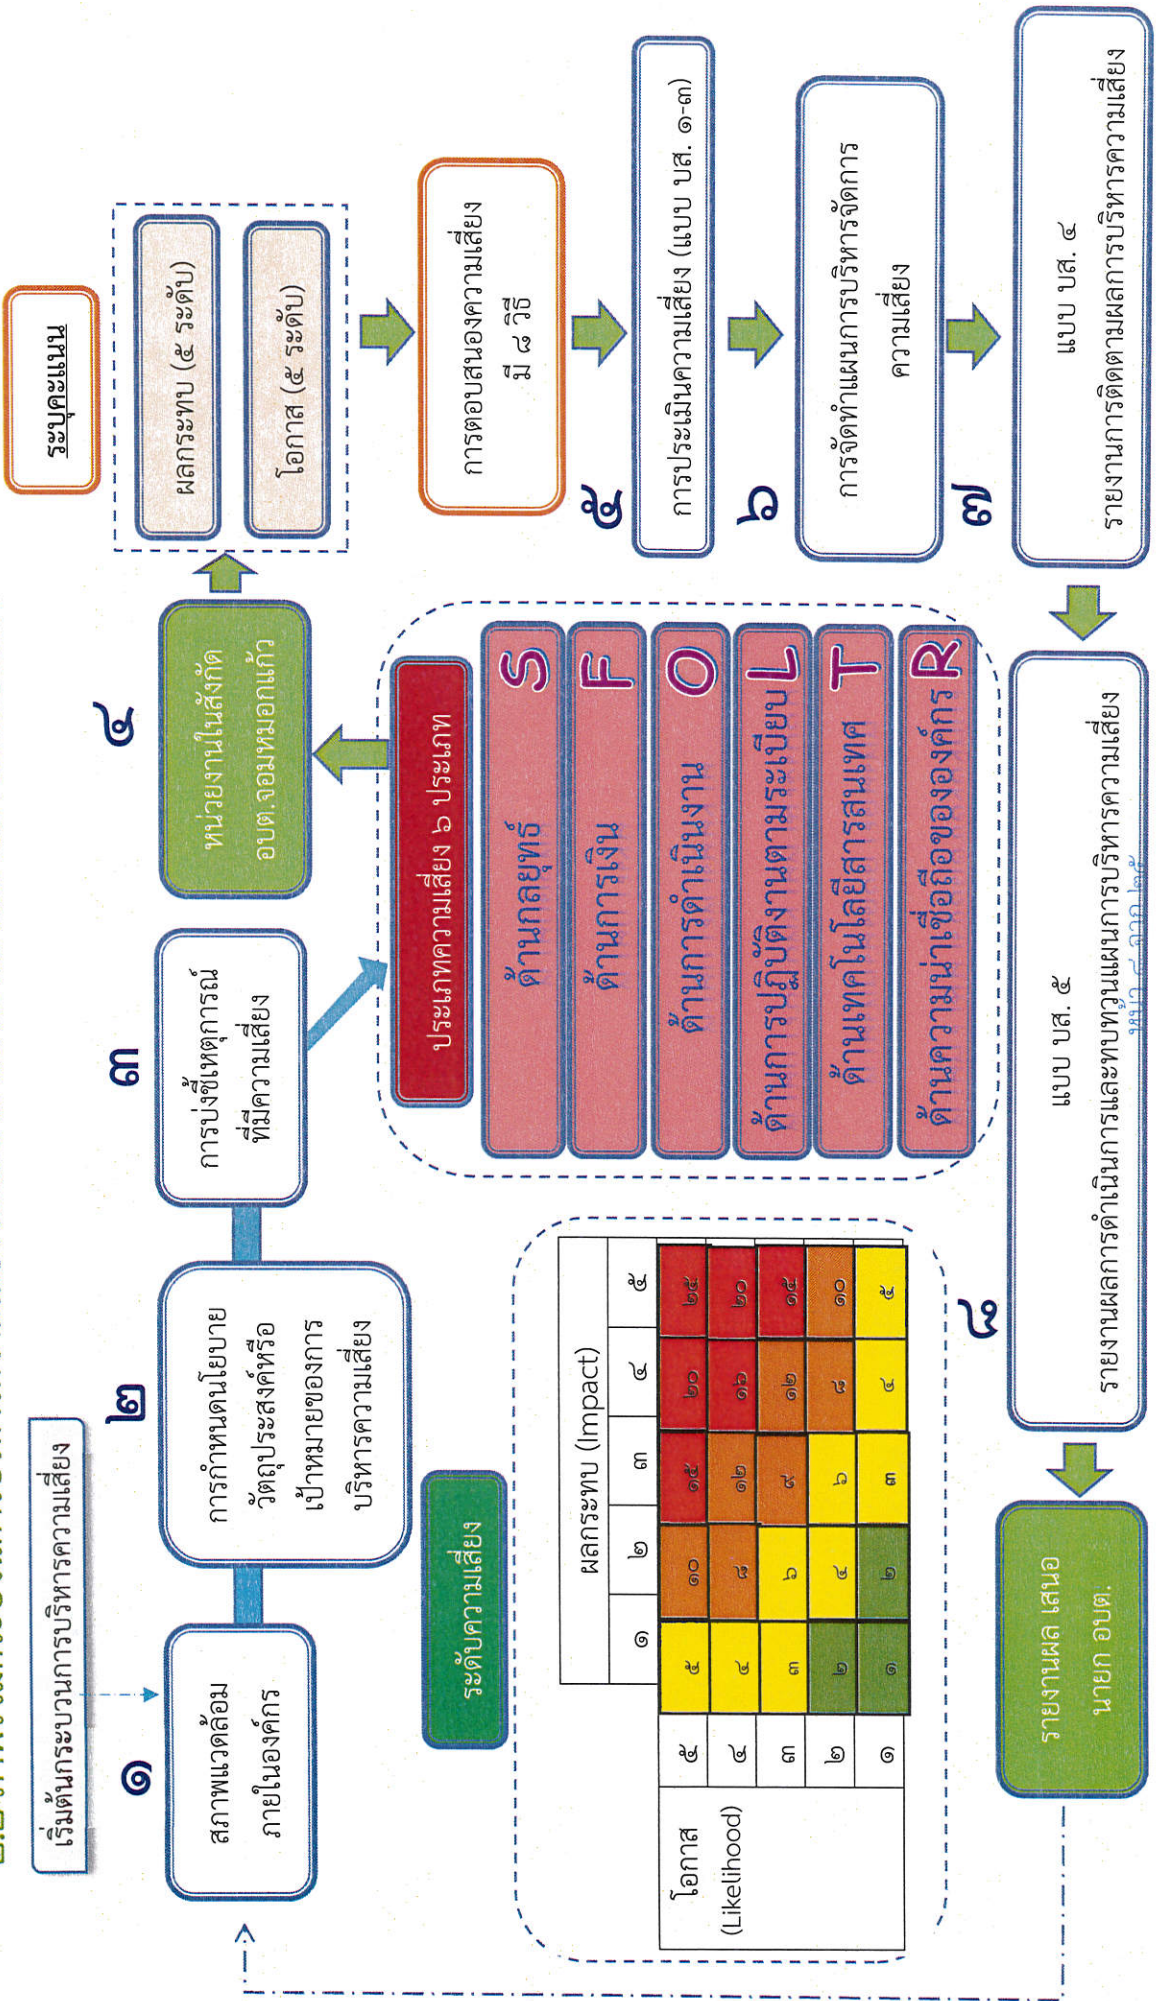 เริ่มต้นกระบวนการบริหารความเสี่ยง
๑
สภาพแวดล้อม
ภายในองค์กร
๒
การกำหนดนโยบาย
วัตถุประสงค์หรือ
เป้าหมายของการ
บริหารความเสี่ยง
๓
การบ่งชี้เหตุการณ์
ที่มีความเสี่ยง
๔
หน่วยงานในสังกัด
อบต.จอมหมอกแก้ว
ระบุคะแนน
ผลกระทบ (๕ ระดับ)
โอกาส (๕ ระดับ)
การตอบสนองความเสี่ยง
มี ๘ วิธี
๕
การประเมินความเสี่ยง (แบบ บส. ๑-๓)
๖
การจัดทำแผนการบริหารจัดการ
ความเสี่ยง
๗
แบบ บส. ๔
รายงานการติดตามผลการบริหารความเสี่ยง
ประเภทความเสี่ยง ๖ ประเภท
ด้านกลยุทธ์ S
ด้านการเงิน F
ด้านการดำเนินงาน O
ด้านการปฏิบัติงานตามระเบียบ L
ด้านเทคโนโลยีสารสนเทศ T
ด้านความน่าเชื่อถือขององค์กร R
ระดับความเสี่ยง
ผลกระทบ (Impact)
๑ ๒ ๓ ๔ ๕
โอกาส
(Likelihood)
๕ ๕ ๑๐ ๑๕ ๒๐ ๒๕
๔ ๔ ๘ ๑๒ ๑๖ ๒๐
๓ ๓ ๖ ๙ ๑๒ ๑๕
๒ ๒ ๔ ๖ ๘ ๑๐
๑ ๑ ๒ ๓ ๔ ๕
๘
แบบ บส. ๕
รายงานผลการดำเนินการและทบทวนแผนการบริหารความเสี่ยง
รายงานผล เสนอ
นายก อบต.